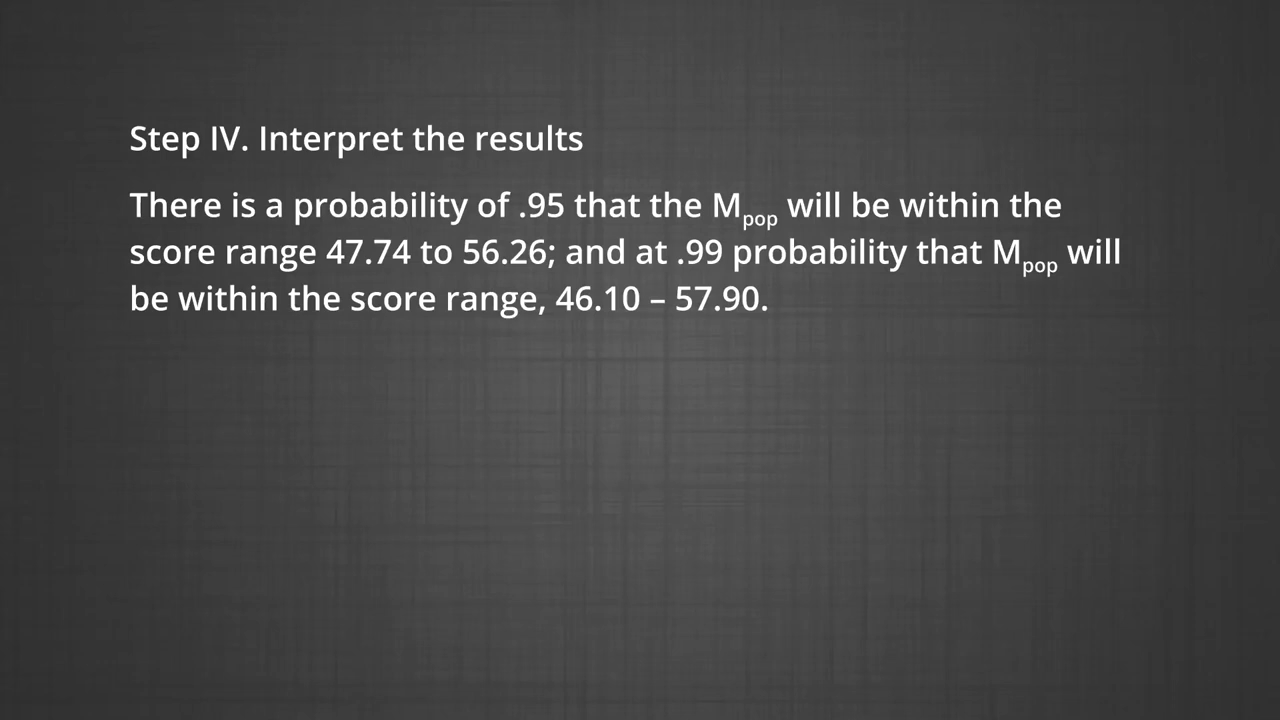 Step IV. Interpret the results
There is a probability of .95 that the Mpop will be within the
score range 47.74 to 56.26; and at .99 probability that Mpop will
be within the score range, 46.10 – 57.90.